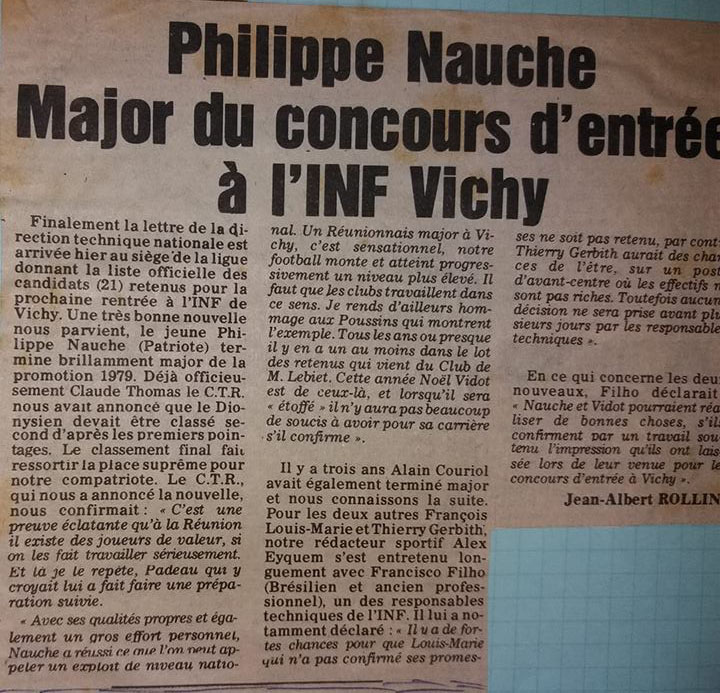 Philippe Nauche
Major du concours d'entrée
à l'INF Vichy
Finalement la lettre de la di-
rection technique nationale est
arrivée hier au siège de la ligue
donnant la liste officielle des
candidats (21) retenus pour la
prochaine rentrée à l'INF de
Vichy. Une très bonne nouvelle
nous parvient, le jeune Phi-
lippe Nauche (Patriote) ter-
mine brillamment major de la
promotion 1979. Déjà officieu-
sement Claude Thomas le C.T.R.
nous avait annoncé que le Dio-
nysien devait être classé se-
cond d'après les premiers poin-
tages. Le classement final fait
ressortir la place suprême pour
notre compatriote. Le C.T.R.,
qui nous a annoncé la nouvelle,
nous confirmait : « C'est une
preuve éclatante qu'à la Réunion
il existe des joueurs de valeur, si
on les fait travailler sérieusement.
Et là je le repète, Padeau qui y
croyait lui a fait faire une prépa-
ration suivie.
« Avec ses qualités propres et éga-
lement un gros effort personnel,
Nauche a réussi ce que l'on peut ap-
peler un exploit de niveau natio-
nal. Un Réunionnais major à Vi-
chy, c'est sensationnel, notre
football monte et atteint progres-
sivement un niveau plus élevé. Il
faut que les clubs travaillent dans
ce sens. Je rends d'ailleurs hom-
mage aux Poussins qui montrent
l'exemple. Tous les ans ou presque
il y en a un au moins dans le lot
des retenus qui vient du Club de
M. Lebiet. Cette année Noël Vidot
est de ceux-là, et lorsqu'il sera
« étoffé » il n'y aura pas beaucoup
de soucis à avoir pour sa carrière
s'il confirme ».
Il y a trois ans Alain Couriol
avait également terminé major
et nous connaissons la suite.
Pour les deux autres François
Louis-Marie et Thierry Gerbith,
notre rédacteur sportif Alex
Eyquem s'est entretenu lon-
guement avec Francisco Filho
(Brésilien et ancien profes-
sionnel), un des responsables
techniques de l'INF. Il lui a no-
tamment déclaré : « Il y a de for-
tes chances pour que Louis-Marie
qui n'a pas confirmé ses promes-
ses ne soit pas retenu, par cont
Thierry Gerbith aurait des chan
ces de l'être, sur un post
d'avant-centre où les effectifs n
sont pas riches. Toutefois aucun
décision ne sera prise avant plu
sieurs jours par les responsable
techniques ».
En ce qui concerne les deu
nouveaux, Filho déclarait
« Nauche et Vidot pourraient réa
liser de bonnes choses, s'ils
confirment par un travail sou
tenu l'impression qu'ils ont lais
sée lors de leur venue pour le
concours d'entrée à Vichy ».
Jean-Albert ROLLIN